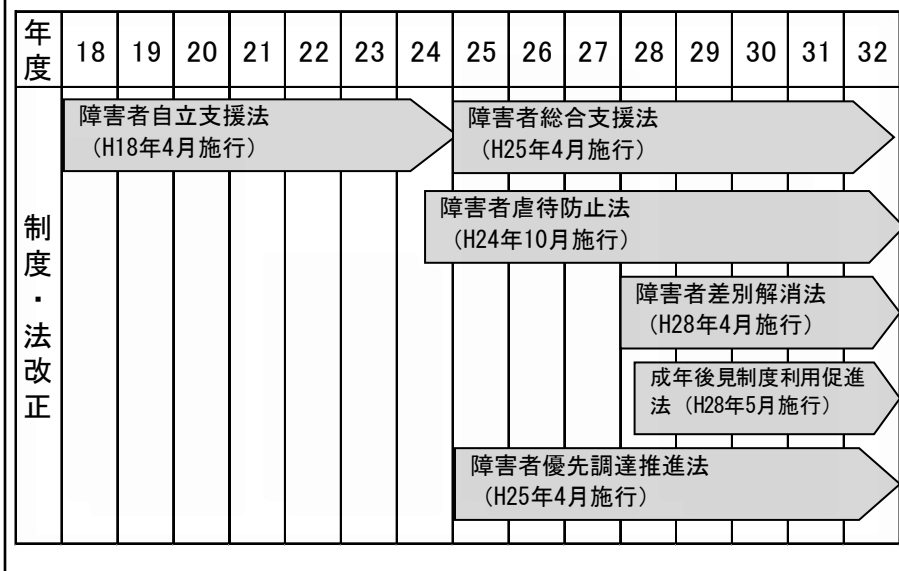 年度 18 19 20 21 22 23 24 25 26 27 28 29 30 31 32
制度・法改正
障害者自立支援法
(H18年4月施行)
障害者総合支援法
(H25年4月施行)
障害者虐待防止法
(H24年10月施行)
障害者差別解消法
(H28年4月施行)
成年後見制度利用促進
法(H28年5月施行)
障害者優先調達推進法
(H25年4月施行)